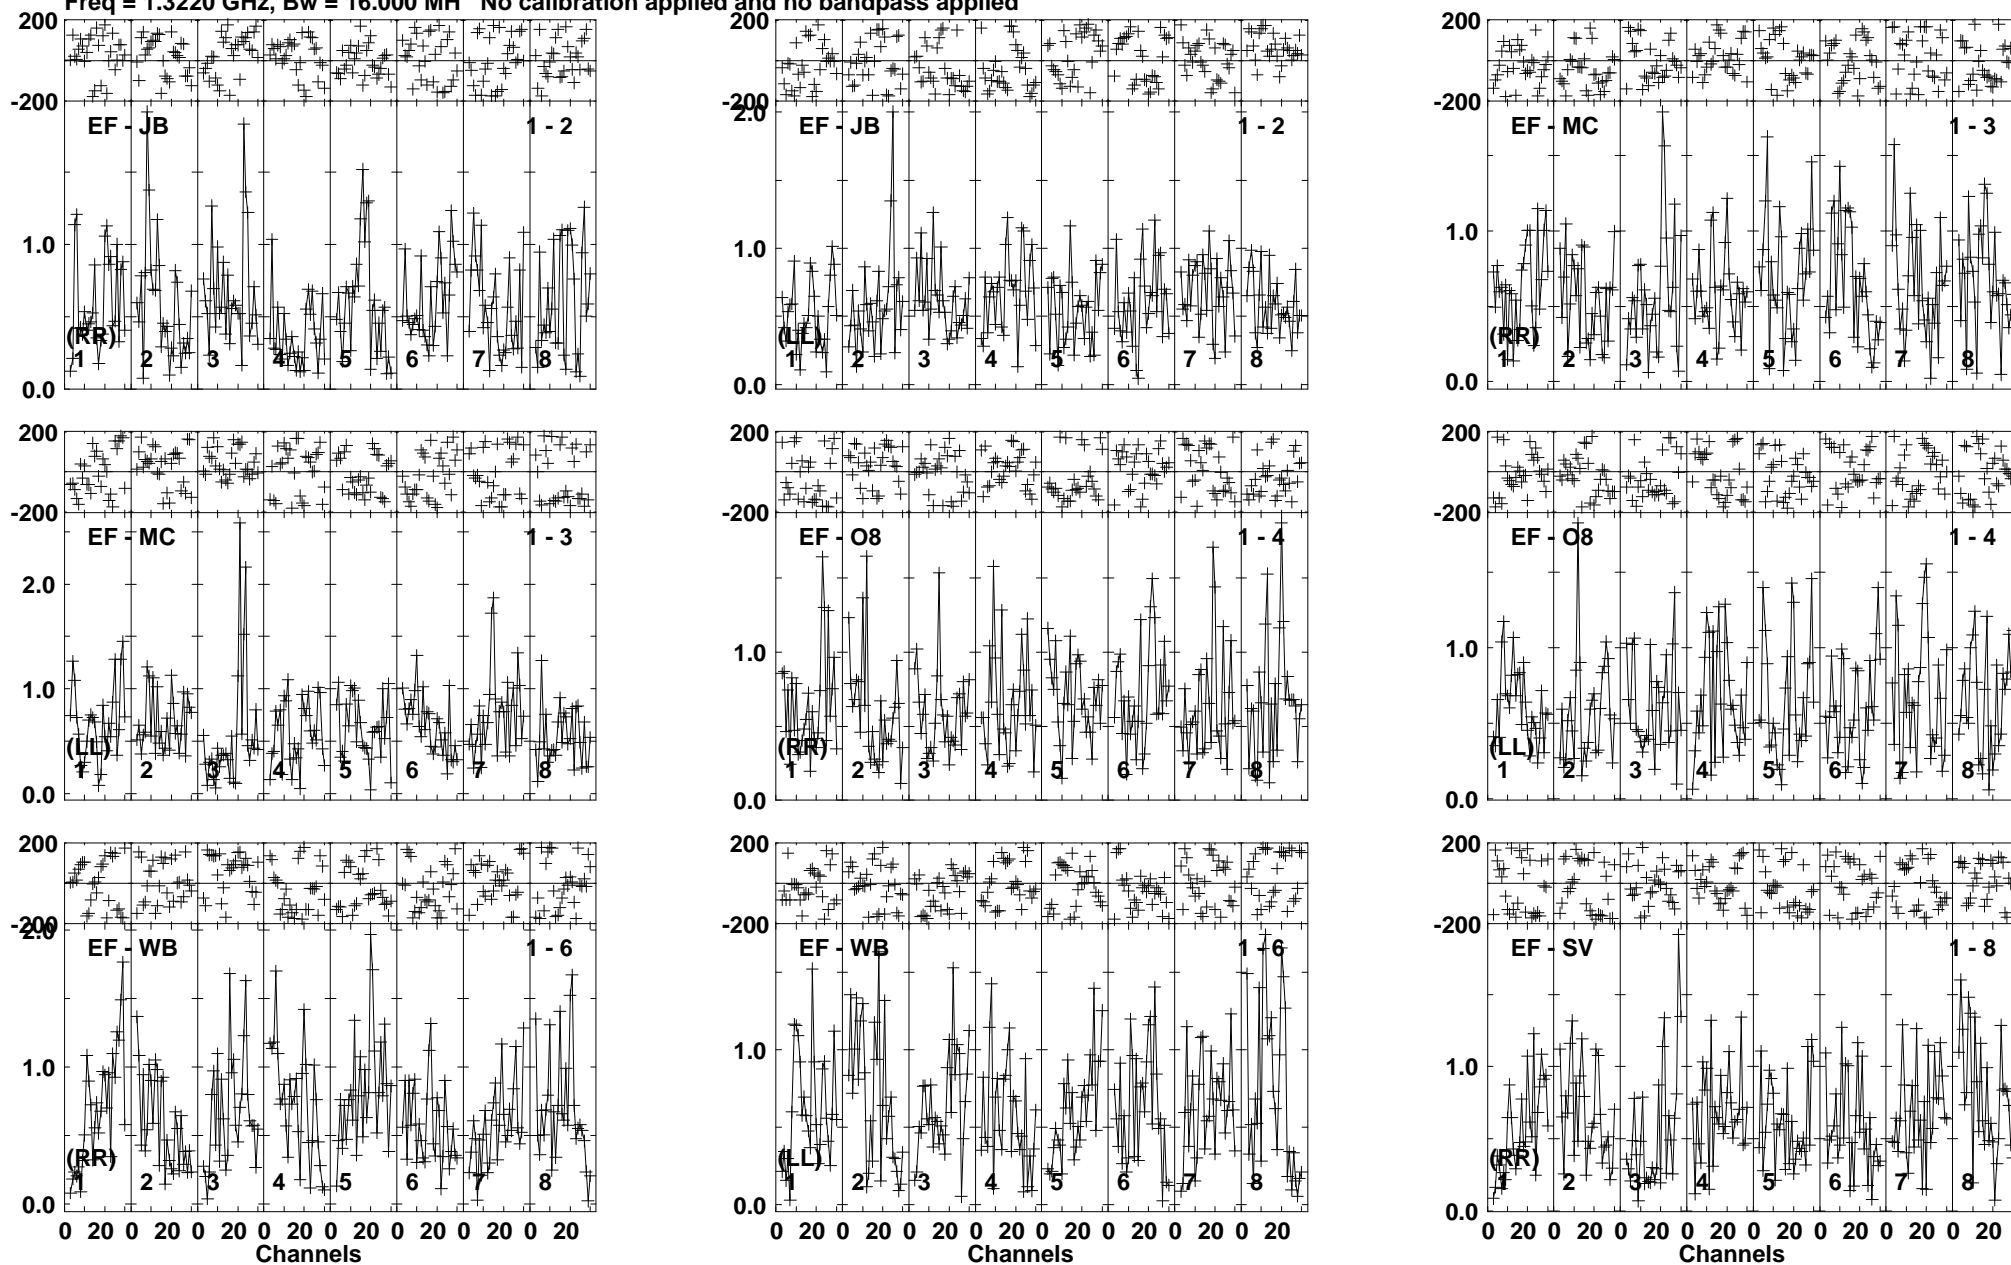 Freq = 1.3220 GHz, Bw = 16.000 MH No calibration applied and no bandpass applied
200 200 200
-200 -200 -200
EF - JB 1 - 2 2.0 EF - JB 1 - 2 EF - MC 1 - 3
1.0 1.0 1.0
(RR) (LL) (RR)
1 2 3 4 5 6 7 8 1 2 3 4 5 6 7 8 1 2 3 4 5 6 7 8
0.0 0.0 0.0
200 200 200
-200 -200 -200
EF - MC 1 - 3 EF - O8 1 - 4 EF - O8 1 - 4
2.0
1.0 1.0 1.0
(LL) (RR) (LL)
1 2 3 4 5 6 7 8 1 2 3 4 5 6 7 8 1 2 3 4 5 6 7 8
0.0 0.0 0.0
200 200 200
-200 -200 -200
2.0
EF - WB 1 - 6 EF - WB 1 - 6 EF - SV 1 - 8
1.0 1.0 1.0
(RR) (LL) (RR)
1 2 3 4 5 6 7 8 1 2 3 4 5 6 7 8 1 2 3 4 5 6 7 8
0.0 0.0 0.0
0 20 0 20 0 20 0 20 0 20 0 20 0 20 0 20 0 20 0 20 0 20 0 20 0 20 0 20 0 20 0 20 0 20 0 20 0 20 0 20 0 20 0 20 0 20 0 20
Channels Channels Channels